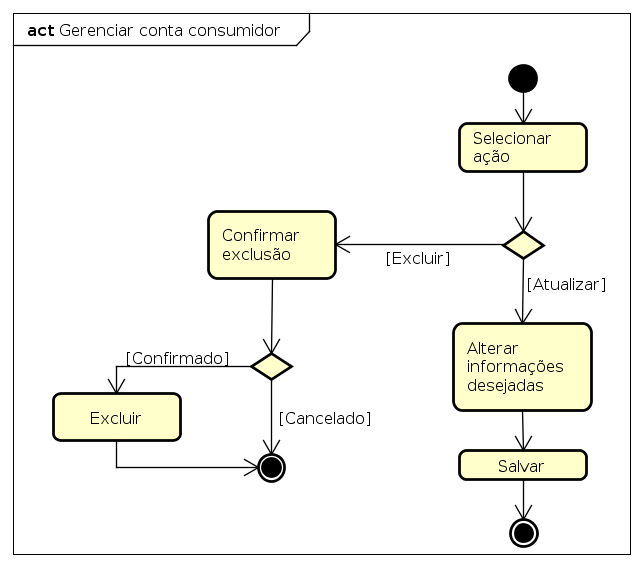 act Gerenciar conta consumidor
Selecionar
ação
Confirmar
exclusão
[Excluir]
[Atualizar]
Alterar
informações
desejadas
[Confirmado]
Excluir
[Cancelado]
Salvar